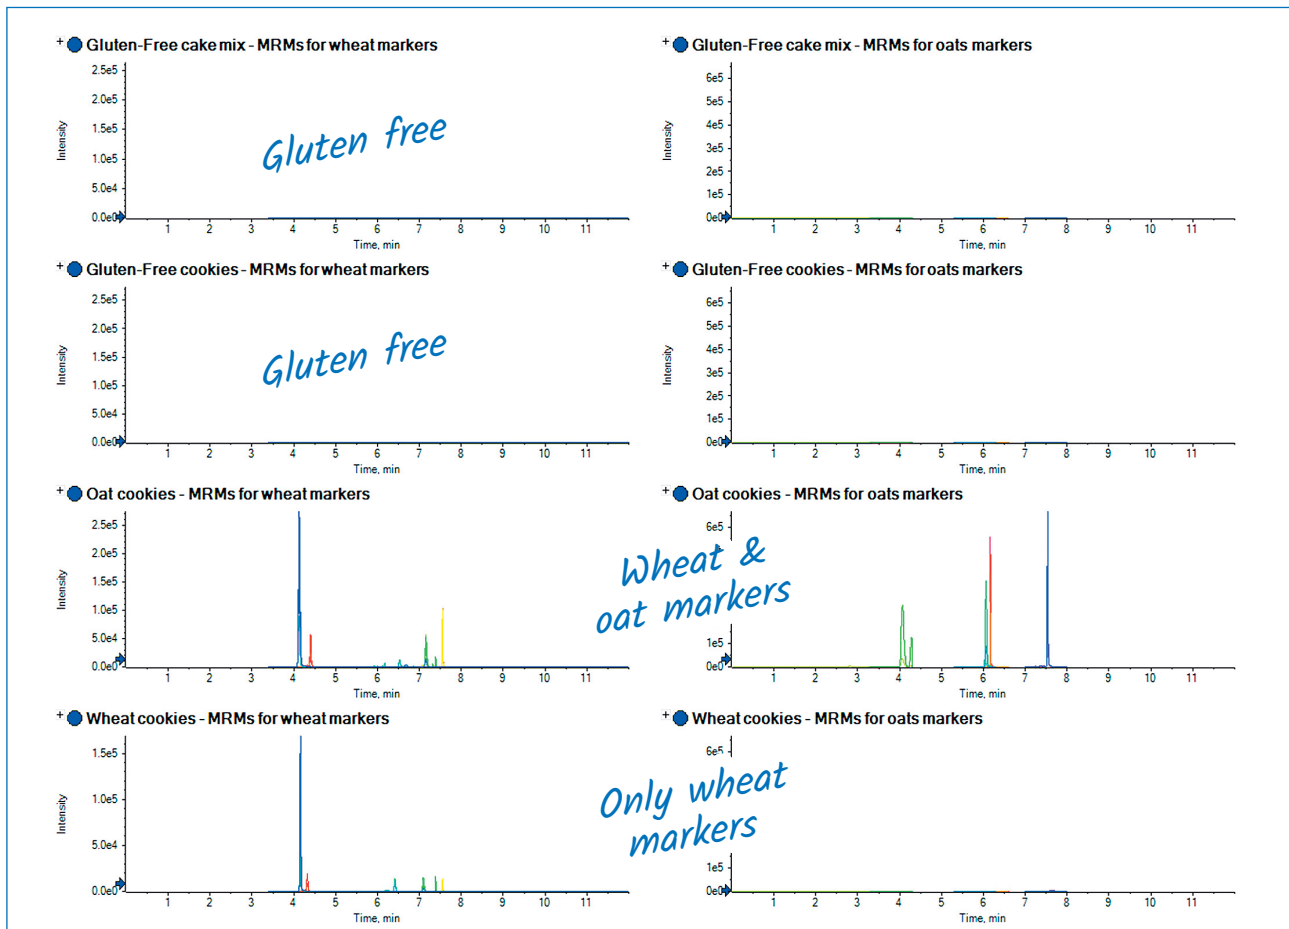 + Gluten-Free cake mix - MRMs for wheat markers
2.5e5
2.0e5
1.5e5
1.0e5
5.0e4
0.0e0
Intensity
Gluten free
1 2 3 4 5 6 7 8 9 10 11
Time, min
+ Gluten-Free cake mix - MRMs for oats markers
6e5
5e5
4e5
3e5
2e5
1e5
0e0
Intensity
1 2 3 4 5 6 7 8 9 10 11
Time, min
+ Gluten-Free cookies - MRMs for wheat markers
2.5e5
2.0e5
1.5e5
1.0e5
5.0e4
0.0e0
Intensity
Gluten free
1 2 3 4 5 6 7 8 9 10 11
Time, min
+ Gluten-Free cookies - MRMs for oats markers
6e5
5e5
4e5
3e5
2e5
1e5
0e0
Intensity
1 2 3 4 5 6 7 8 9 10 11
Time, min
+ Oat cookies - MRMs for wheat markers
2.5e5
2.0e5
1.5e5
1.0e5
5.0e4
0.0e0
Intensity
1 2 3 4 5 6 7 8 9 10 11
Time, min
Wheat &
oat markers
+ Oat cookies - MRMs for oats markers
6e5
1e5
0e0
1 2 3 4 5 6 7 8 9 10 11
Time, min
+ Wheat cookies - MRMs for wheat markers
1.5e5
1.0e5
5.0e4
0.0e0
Intensity
1 2 3 4 5 6 7 8 9 10 11
Time, min
Only wheat
markers
+ Wheat cookies - MRMs for oats markers
6e5
1e5
0e0
1 2 3 4 5 6 7 8 9 10 11
Time, min